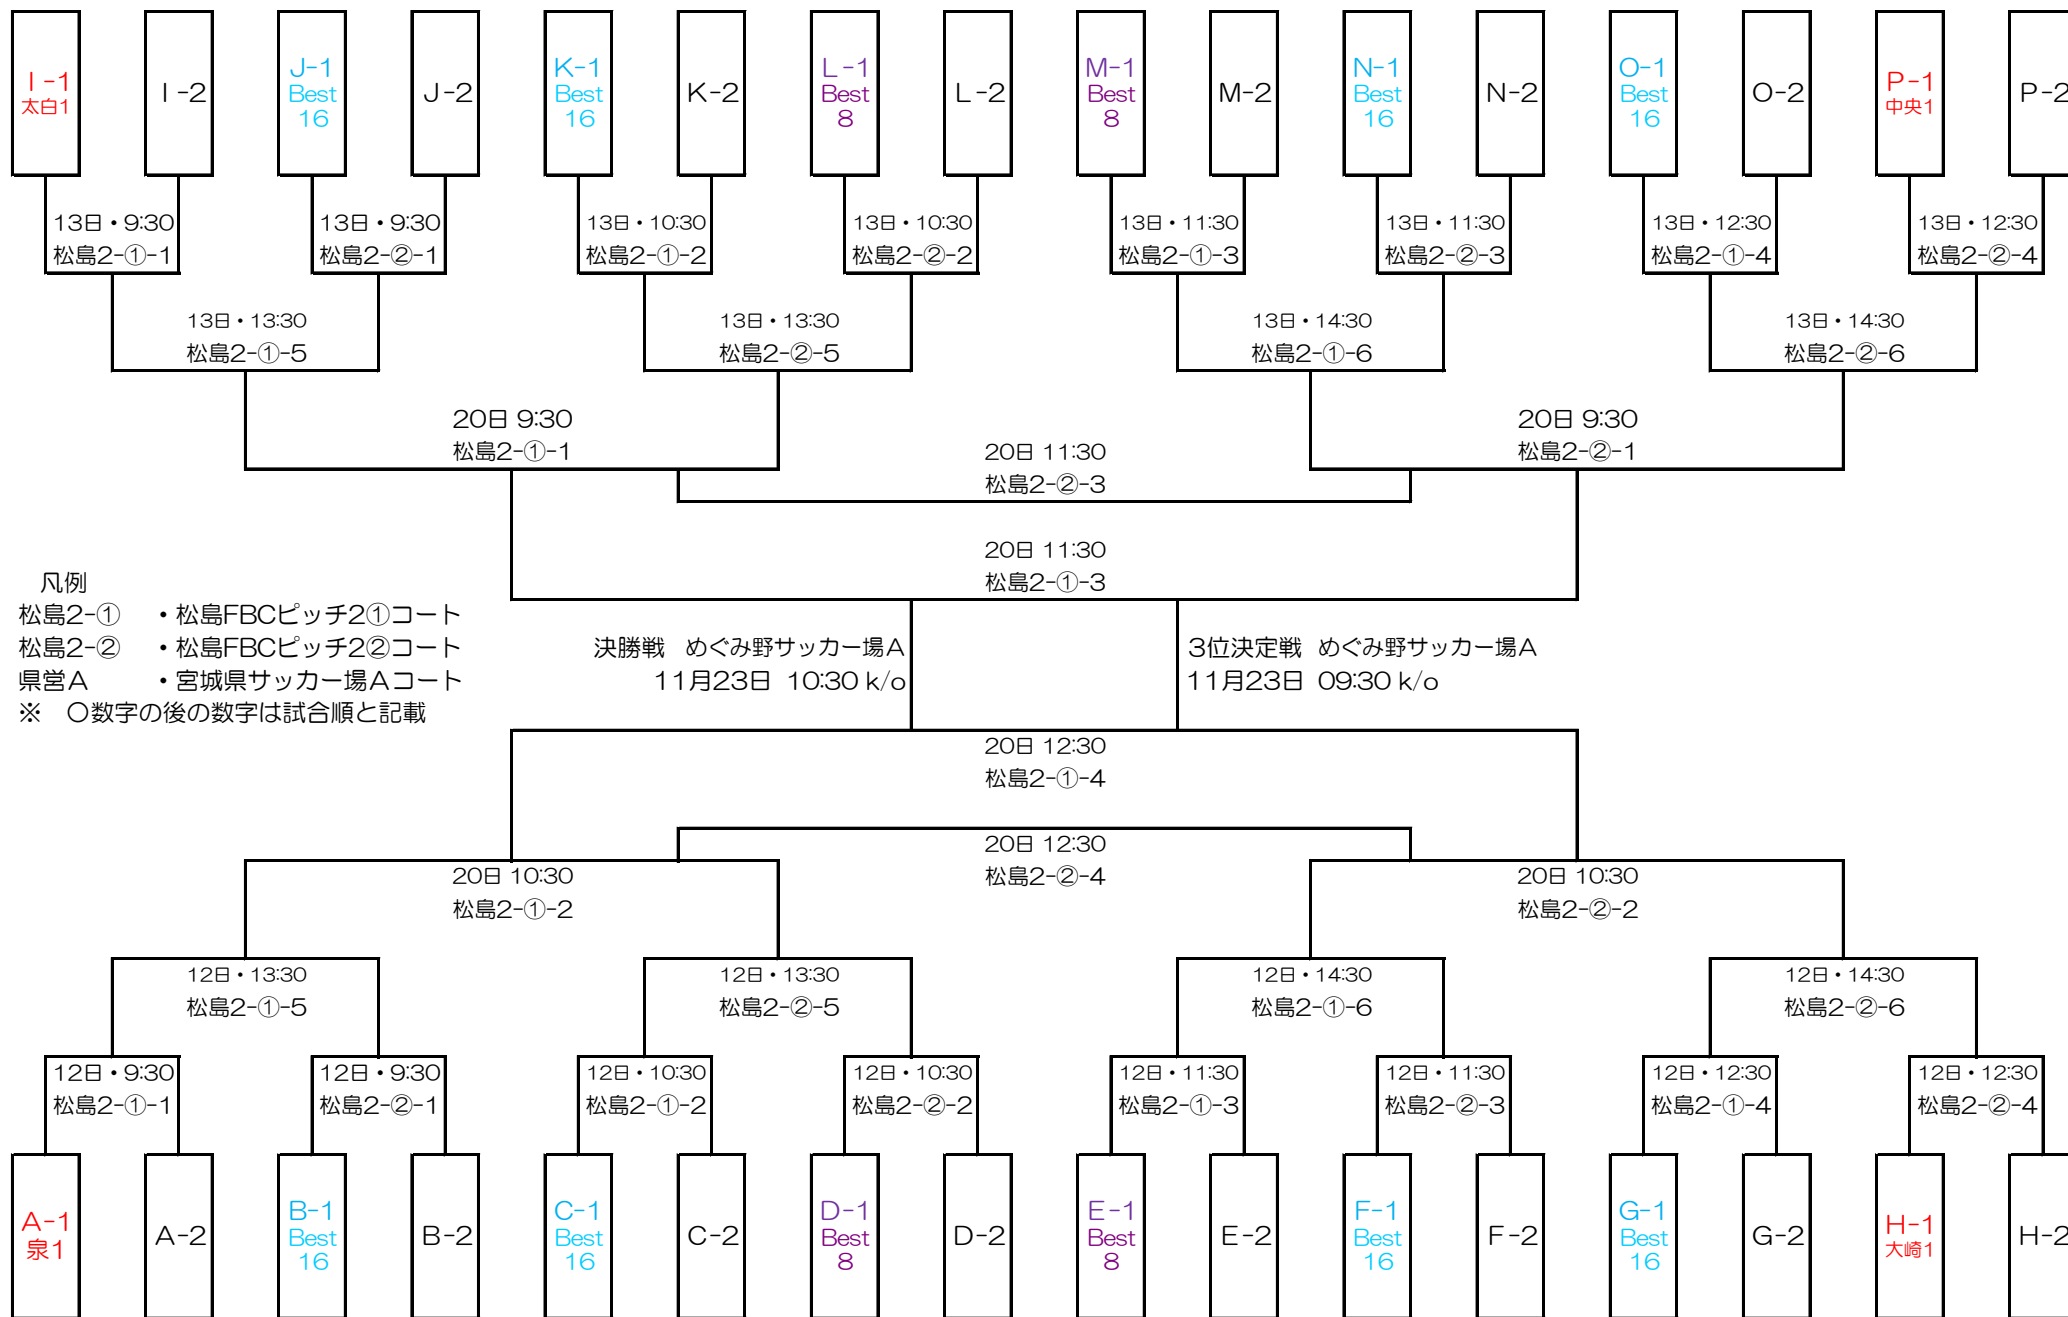 I-1
太白1
I-2
J-1
Best
16
J-2
K-1
Best
16
K-2
L-1
Best
8
L-2
M-1
Best
8
M-2
N-1
Best
16
N-2
O-1
Best
16
O-2
P-1
中央1
P-2
13日・9:30
松島2-①-1
13日・9:30
松島2-②-1
13日・10:30
松島2-①-2
13日・10:30
松島2-②-2
13日・11:30
松島2-①-3
13日・11:30
松島2-②-3
13日・12:30
松島2-①-4
13日・12:30
松島2-②-4
13日・13:30
松島2-①-5
13日・13:30
松島2-②-5
13日・14:30
松島2-①-6
13日・14:30
松島2-②-6
20日 9:30
松島2-①-1
20日 9:30
松島2-②-1
20日 11:30
松島2-②-3
20日 11:30
松島2-①-3
凡例
松島2-① ・松島FBCピッチ2①コート
松島2-② ・松島FBCピッチ2②コート
県営A ・宮城県サッカー場Aコート
※ 〇数字の後の数字は試合順と記載
決勝戦 めぐみ野サッカー場A
11月23日 10:30 k/o
3位決定戦 めぐみ野サッカー場A
11月23日 09:30 k/o
20日 12:30
松島2-①-4
20日 12:30
松島2-②-4
20日 10:30
松島2-①-2
20日 10:30
松島2-②-2
12日・13:30
松島2-①-5
12日・13:30
松島2-②-5
12日・14:30
松島2-①-6
12日・14:30
松島2-②-6
12日・9:30
松島2-①-1
12日・9:30
松島2-②-1
12日・10:30
松島2-①-2
12日・10:30
松島2-②-2
12日・11:30
松島2-①-3
12日・11:30
松島2-②-3
12日・12:30
松島2-①-4
12日・12:30
松島2-②-4
A-1
泉1
A-2
B-1
Best
16
B-2
C-1
Best
16
C-2
D-1
Best
8
D-2
E-1
Best
8
E-2
F-1
Best
16
F-2
G-1
Best
16
G-2
H-1
大崎1
H-2